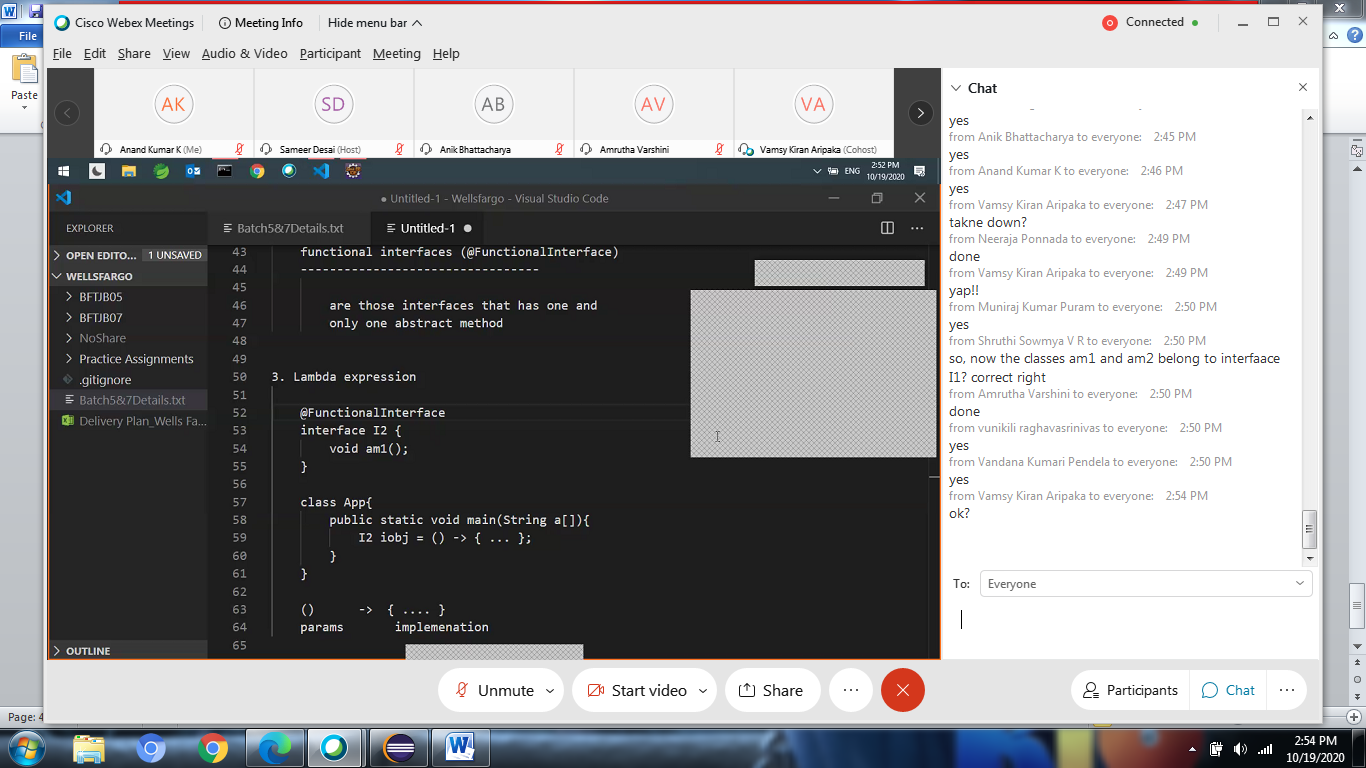 File
Paste
Page: 4
Cisco Webex Meetings
Meeting Info
Hide menu bar
Connected
File Edit Share View Audio & Video Participant Meeting Help
AK
Anand Kumar K (Me)
SD
Sameer Desai (Host)
AB
Anik Bhattacharya
AV
Amrutha Varshini
VA
Vamsy Kiran Aripaka (Cohost)
ENG
2:52 PM
10/19/2020
● Untitled-1 - Wellsfargo - Visual Studio Code
EXPLORER
OPEN EDITO... 1 UNSAVED
WELLSFARGO
BFTJB05
BFTJB07
NoShare
Practice Assignments
.gitignore
Batch5&7Details.txt
Delivery Plan_Wells Fa...
OUTLINE
Batch5&7Details.txt
Untitled-1 ●
43 functional interfaces (@FunctionalInterface)
44 ---------------------------------
45
46 are those interfaces that has one and
47 only one abstract method
48
49
50 3. Lambda expression
51
52 @FunctionalInterface
53 interface I2 {
54 void am1();
55 }
56
57 class App{
58 public static void main(String a[]){
59 I2 iobj = () -> { ... };
60 }
61 }
62
63 () -> { .... }
64 params implemenation
65
Chat
yes
from Anik Bhattacharya to everyone: 2:45 PM
yes
from Anand Kumar K to everyone: 2:46 PM
yes
from Vamsy Kiran Aripaka to everyone: 2:47 PM
takne down?
from Neeraja Ponnada to everyone: 2:49 PM
done
from Vamsy Kiran Aripaka to everyone: 2:49 PM
yap!!
from Muniraj Kumar Puram to everyone: 2:50 PM
yes
from Shruthi Sowmya V R to everyone: 2:50 PM
so, now the classes am1 and am2 belong to interfaace
I1? correct right
from Amrutha Varshini to everyone: 2:50 PM
done
from vunikili raghavasrinivas to everyone: 2:50 PM
yes
from Vandana Kumari Pendela to everyone: 2:50 PM
yes
from Vamsy Kiran Aripaka to everyone: 2:54 PM
ok?
To: Everyone
Unmute
Start video
Share
Participants
Chat
2:54 PM
10/19/2020